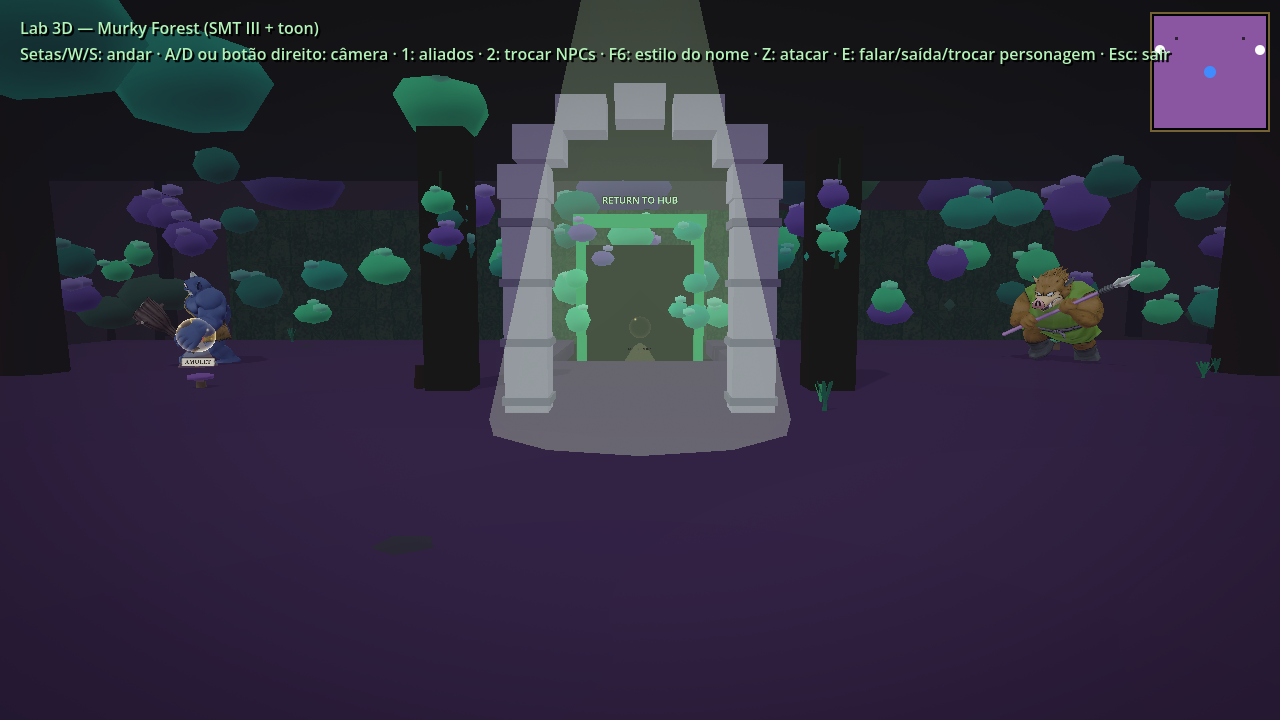 Lab 3D — Murky Forest (SMT III + toon)
Setas/W/S: andar · A/D ou botão direito: câmera · 1: aliados · 2: trocar NPCs · F6: estilo do nome · Z: atacar · E: falar/saída/trocar personagem · Esc: sair
RETURN TO HUB
AMULET